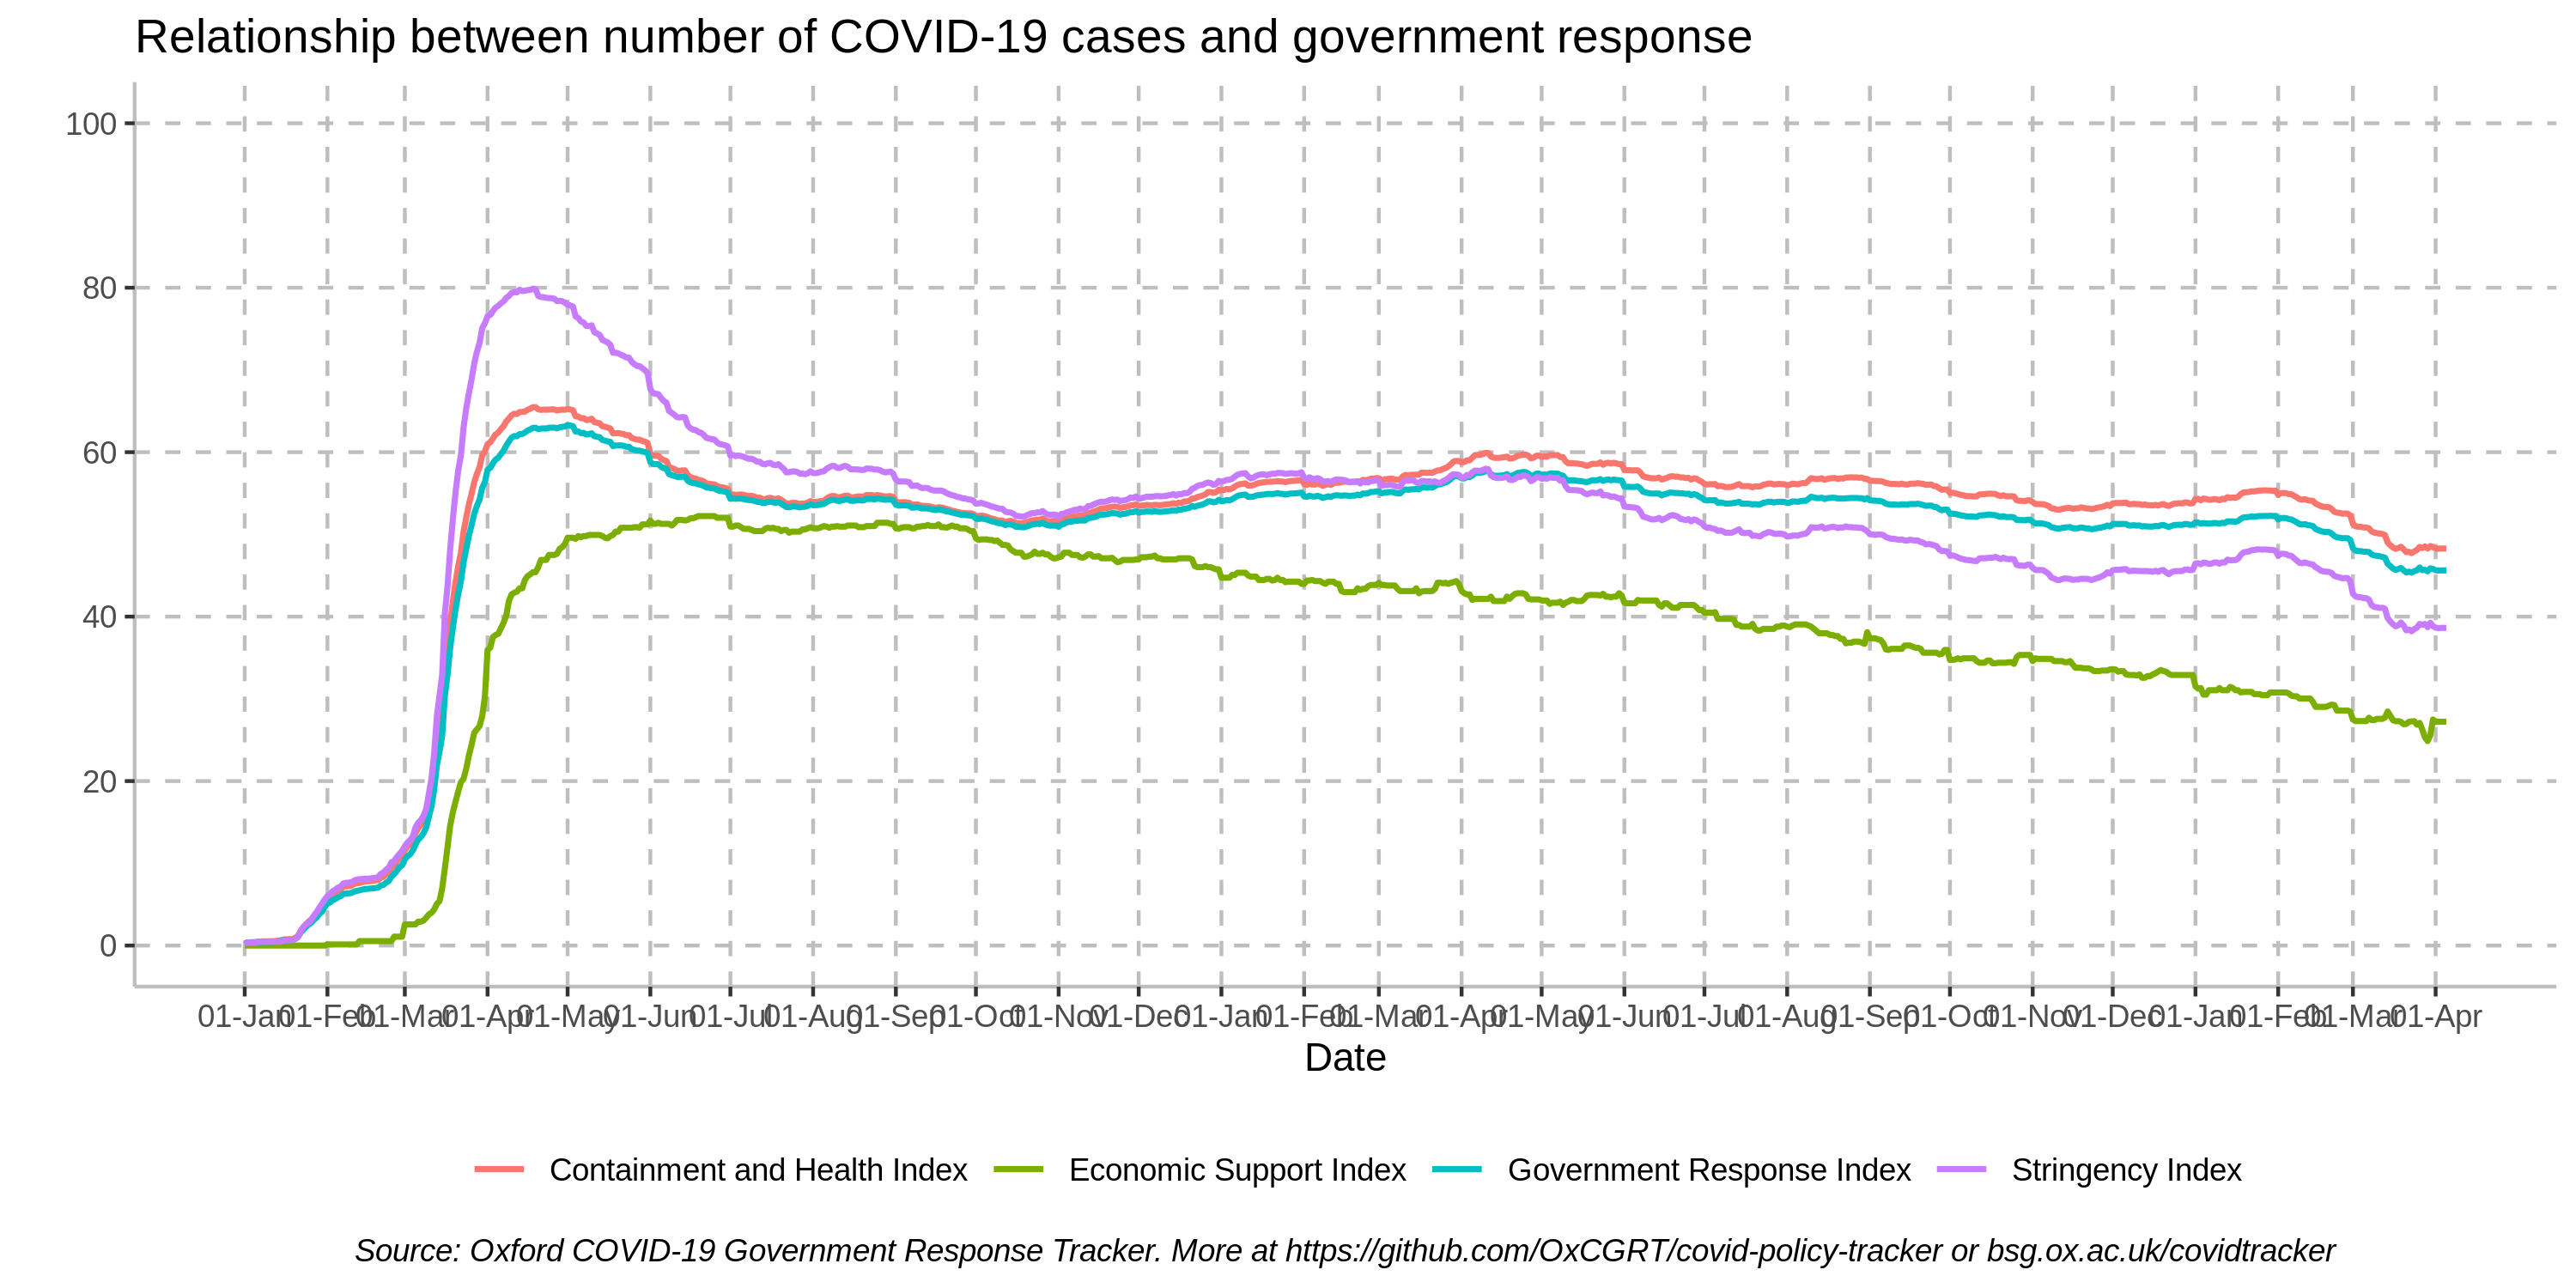 Relationship between number of COVID-19 cases and government response
100
80
60
40
20
0
01-Jan 01-Feb 01-Mar 01-Apr 01-May 01-Jun 01-Jul 01-Aug 01-Sep 01-Oct 01-Nov 01-Dec 01-Jan 01-Feb 01-Mar 01-Apr 01-May 01-Jun 01-Jul 01-Aug 01-Sep 01-Oct 01-Nov 01-Dec 01-Jan 01-Feb 01-Mar 01-Apr
Date
Containment and Health Index Economic Support Index Government Response Index Stringency Index
Source: Oxford COVID-19 Government Response Tracker. More at https://github.com/OxCGRT/covid-policy-tracker or bsg.ox.ac.uk/covidtracker